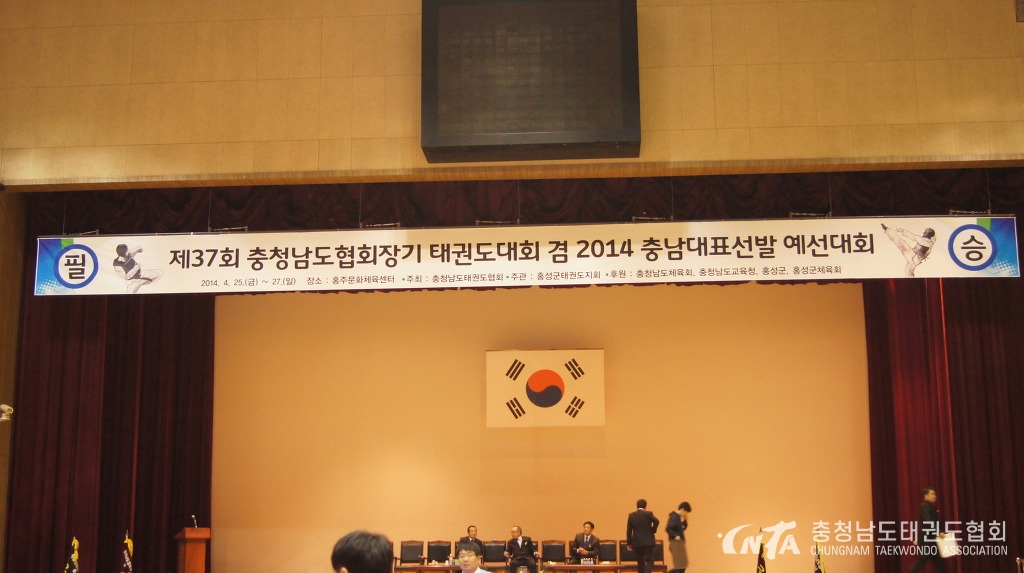 필
제37회 충청남도협회장기 태권도대회 겸 2014 충남대표선발 예선대회
승
2014. 4. 25.(금) ~ 27.(일) 장소 : 홍주문화체육센터 •주최 : 충청남도태권도협회 •주관 : 홍성군태권도지회 •후원 : 충청남도체육회, 충청남도교육청, 홍성군, 홍성군체육회
CNTA 충청남도태권도협회
CHUNGNAM TAEKWONDO ASSOCIATION